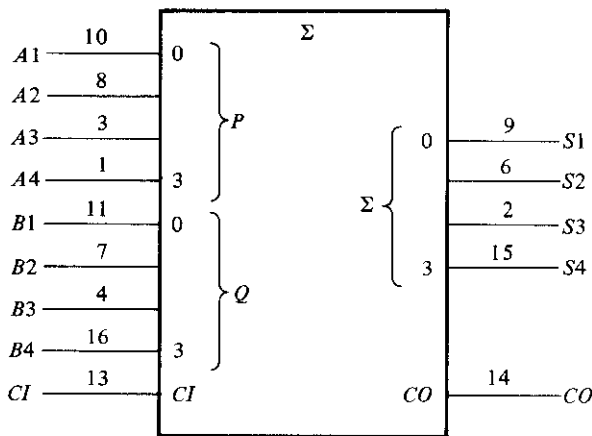 Σ
A1 10 0
A2 8
A3 3
P
A4 1 3
B1 11 0
B2 7
B3 4
Q
B4 16 3
CI 13 CI
0 9 S1
6 S2
Σ
2 S3
3 15 S4
CO 14 CO